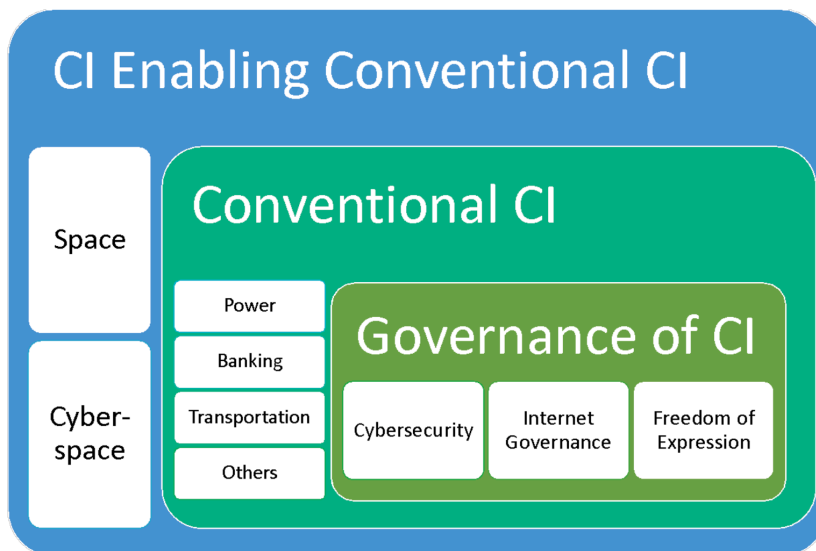 CI Enabling Conventional CI
Space
Cyber-
space
Conventional CI
Power
Banking
Transportation
Others
Governance of CI
Cybersecurity
Internet
Governance
Freedom of
Expression